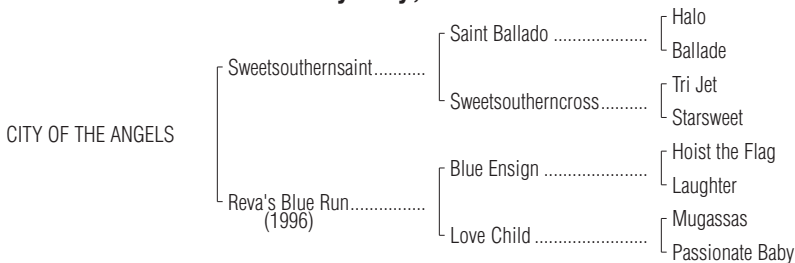 Halo
Saint Ballado ....................
Ballade
Sweetsouthernsaint...........
Tri Jet
Sweetsoutherncross..........
Starsweet
CITY OF THE ANGELS
Hoist the Flag
Blue Ensign ......................
Laughter
Reva's Blue Run................
(1996)
Mugassas
Love Child ........................
Passionate Baby